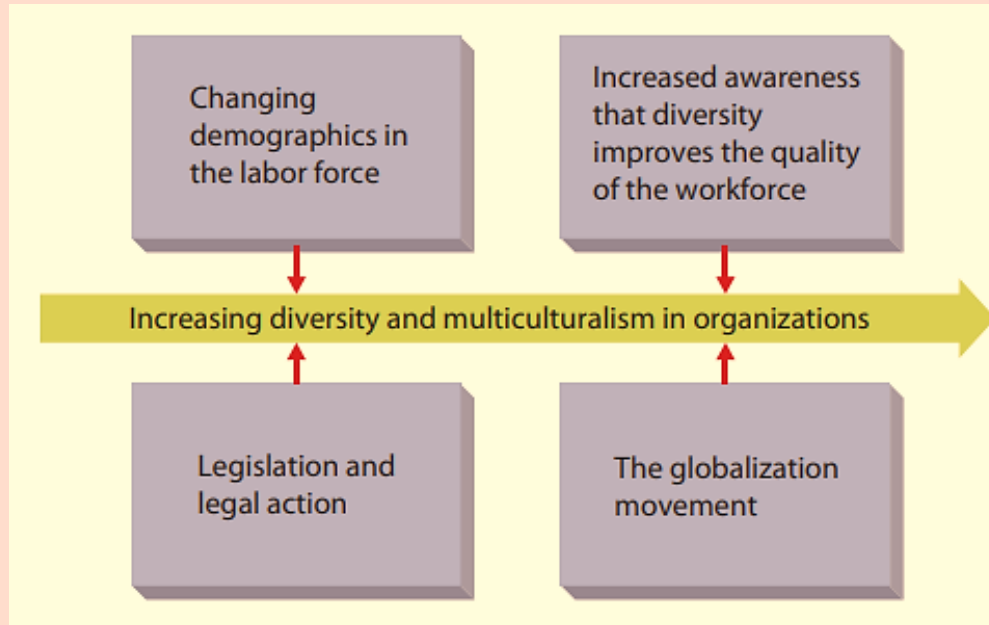 Changing
demographics in
the labor force
Increased awareness
that diversity
improves the quality
of the workforce
Increasing diversity and multiculturalism in organizations
Legislation and
legal action
The globalization
movement